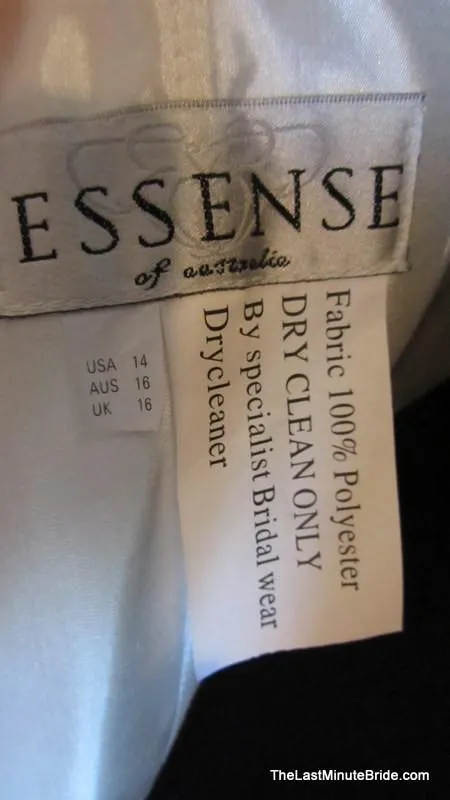 ESSENSE
of australia
USA 14
AUS 16
UK 16
Fabric 100% Polyester
DRY CLEAN ONLY
By specialist Bridal wear
Drycleaner
TheLastMinuteBride.com